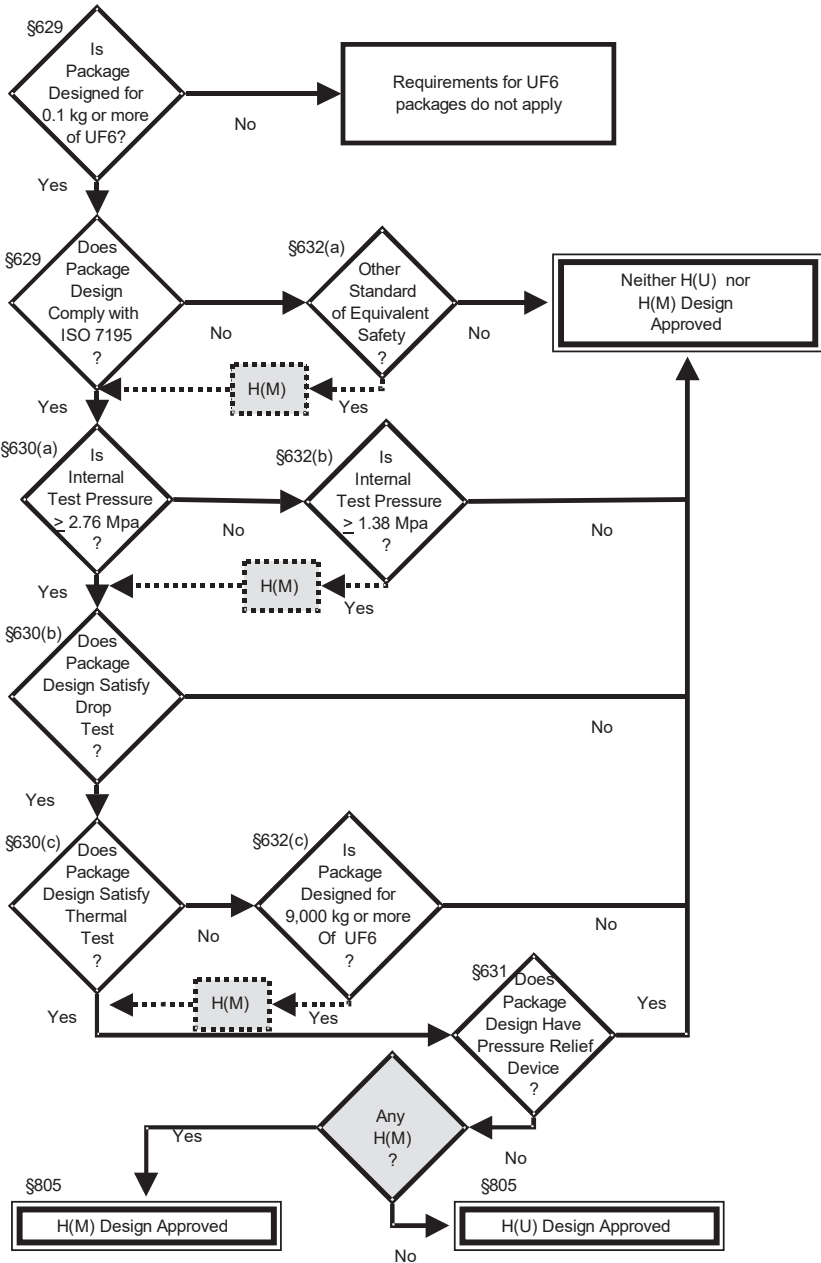 §629
Is
Package
Designed for
0.1 kg or more
of UF6?
No
Requirements for UF6
packages do not apply
Yes
§629
Does
Package
Design
Comply with
ISO 7195
?
No
§632(a)
Other
Standard
of Equivalent
Safety
?
No
Neither H(U) nor
H(M) Design
Approved
H(M)
Yes
Yes
§630(a)
Is
Internal
Test Pressure
≥ 2.76 Mpa
?
No
§632(b)
Is
Internal
Test Pressure
≥ 1.38 Mpa
?
No
H(M)
Yes
Yes
§630(b)
Does
Package
Design Satisfy
Drop
Test
?
No
Yes
§630(c)
Does
Package
Design Satisfy
Thermal
Test
?
No
§632(c)
Is
Package
Designed for
9,000 kg or more
Of UF6
?
No
H(M)
Yes
Yes
§631
Does
Package
Design Have
Pressure Relief
Device
?
Yes
No
Any
H(M)
?
Yes
No
§805
H(M) Design Approved
§805
H(U) Design Approved